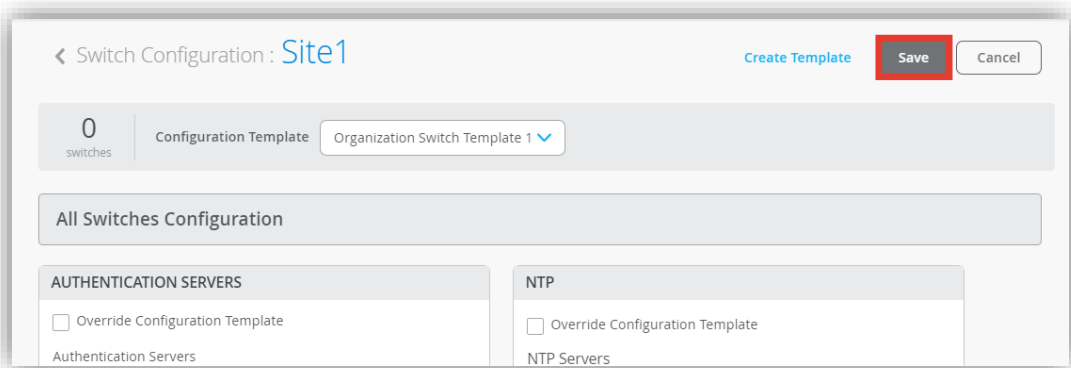 Switch Configuration : Site1
Create Template
Save
Cancel
0
switches
Configuration Template
Organization Switch Template 1
All Switches Configuration
AUTHENTICATION SERVERS
Override Configuration Template
Authentication Servers
NTP
Override Configuration Template
NTP Servers